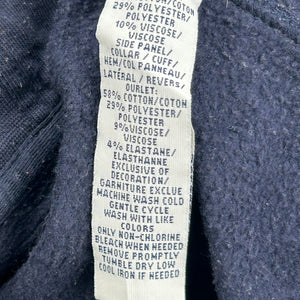 COTTON/COTON
29% POLYESTER/
POLYESTER
10% VISCOSE/
VISCOSE
SIDE PANEL/
COLLAR / CUFF/
HEM/COL PANNEAU/
LATÉRAL / REVERS/
OURLET:
58% COTTON/COTON
29% POLYESTER/
POLYESTER
9%VISCOSE/
VISCOSE
4% ELASTANE/
ELASTHANNE
EXCLUSIVE OF
DECORATION/
GARNITURE EXCLUE
MACHINE WASH COLD
GENTLE CYCLE
WASH WITH LIKE
COLORS
ONLY NON-CHLORINE
BLEACH WHEN NEEDED
REMOVE PROMPTLY
TUMBLE DRY LOW
COOL IRON IF NEEDED